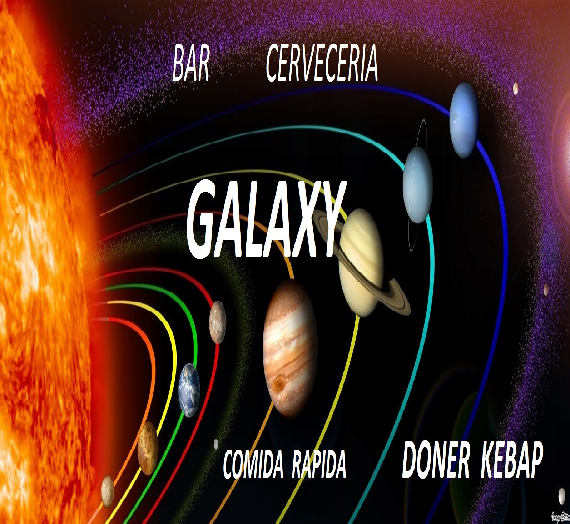 BAR CERVECERIA
GALAXY
COMIDA RAPIDA
DONER KEBAP